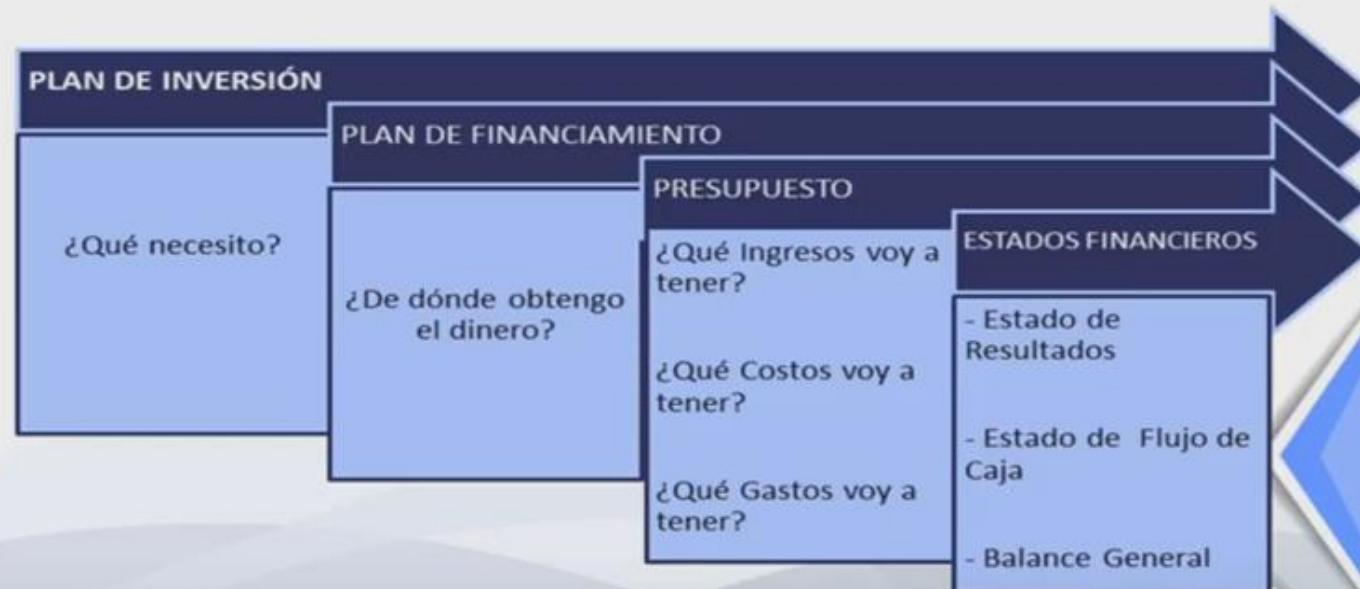 PLAN DE INVERSIÓN
¿Qué necesito?
PLAN DE FINANCIAMIENTO
¿De dónde obtengo
el dinero?
PRESUPUESTO
¿Qué Ingresos voy a
tener?
¿Qué Costos voy a
tener?
¿Qué Gastos voy a
tener?
ESTADOS FINANCIEROS
- Estado de
Resultados
- Estado de Flujo de
Caja
- Balance General